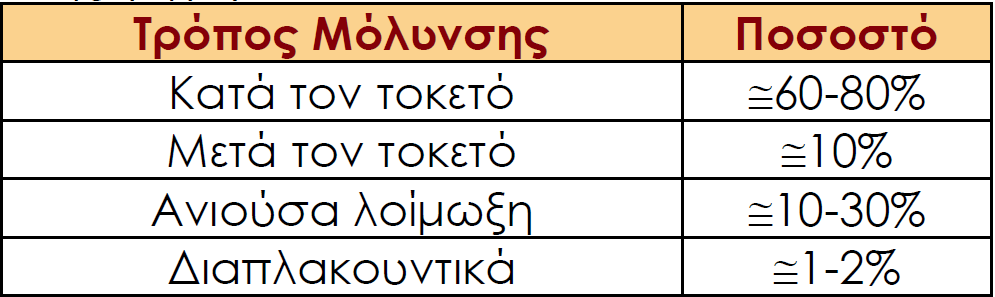 Τρόπος Μόλυνσης Ποσοστό
Κατά τον τοκετό ≅60-80%
Μετά τον τοκετό ≅10%
Ανιούσα λοίμωξη ≅10-30%
Διαπλακουντικά ≅1-2%